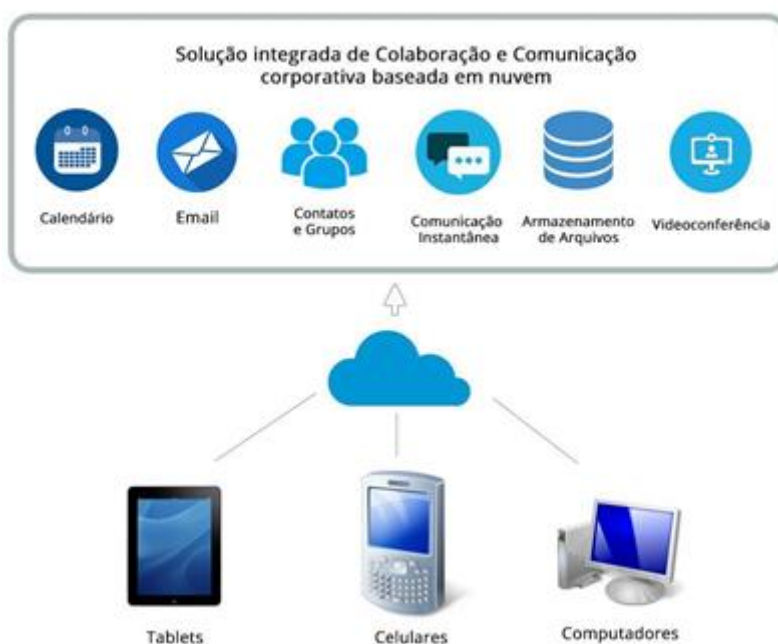 Solução integrada de Colaboração e Comunicação
corporativa baseada em nuvem
Calendário
Email
Contatos
e Grupos
Comunicação
Instantânea
Armazenamento
de Arquivos
Videoconferência
Tablets
Celulares
Computadores